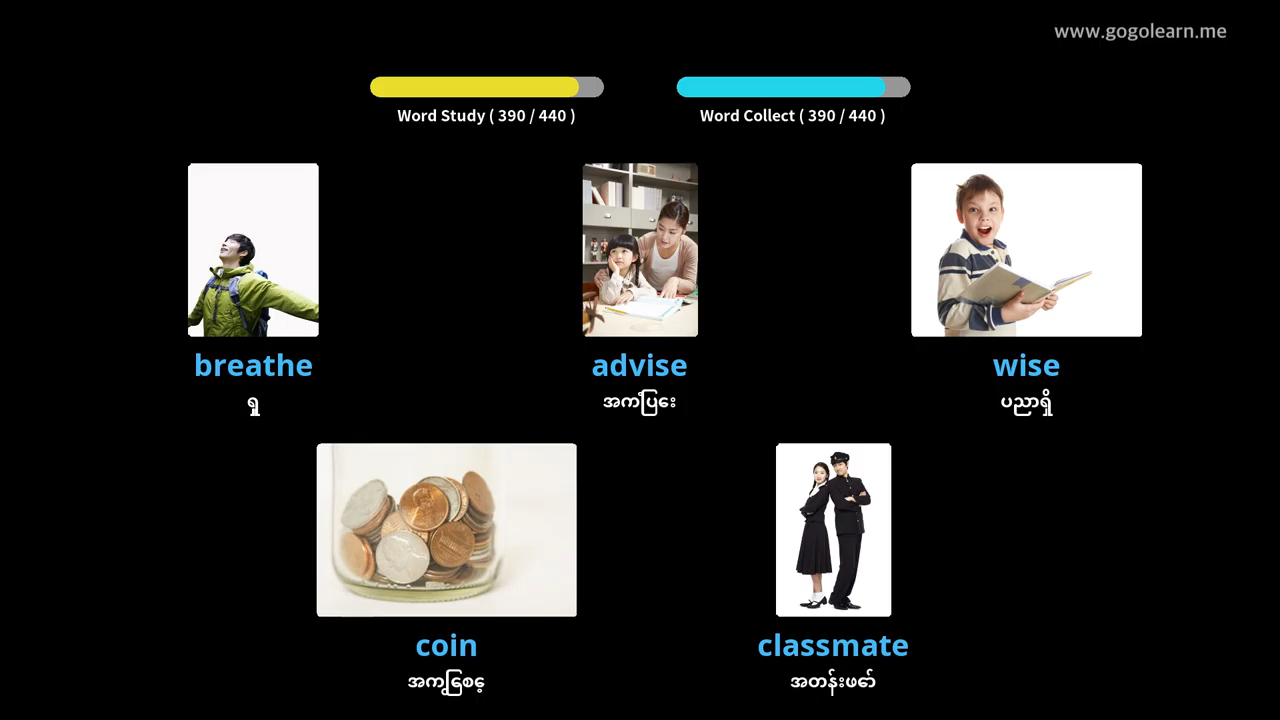 www.gogolearn.me
Word Study ( 390 / 440 )
Word Collect ( 390 / 440 )
breathe
ရှု
advise
အကံပြေး
wise
ပညာရှိ
coin
အကြွေစေ့
classmate
အတန်းဖော်